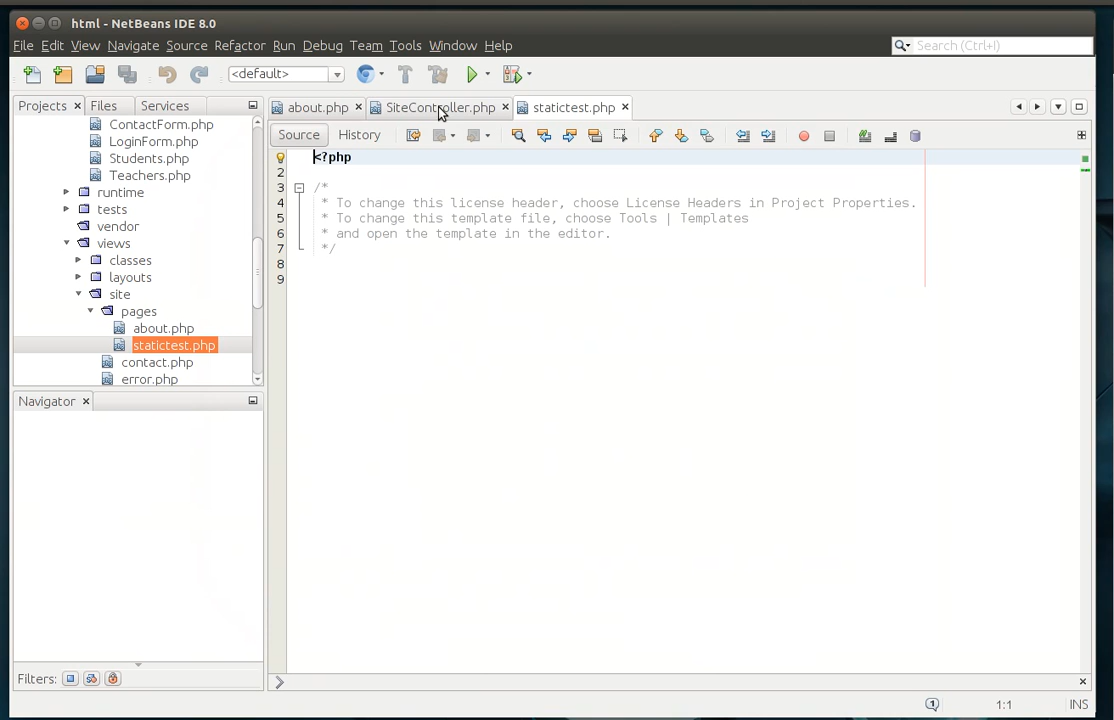 html - NetBeans IDE 8.0
File Edit View Navigate Source Refactor Run Debug Team Tools Window Help
Search (Ctrl+I)
<default>
Projects Files Services
ContactForm.php
LoginForm.php
Students.php
Teachers.php
runtime
tests
vendor
views
classes
layouts
site
pages
about.php
statictest.php
contact.php
error.php
Navigator
Filters:
about.php SiteController.php statictest.php
Source History
1 <?php
2
3 /*
4 * To change this license header, choose License Headers in Project Properties.
5 * To change this template file, choose Tools | Templates
6 * and open the template in the editor.
7 */
8
9
1 1:1 INS